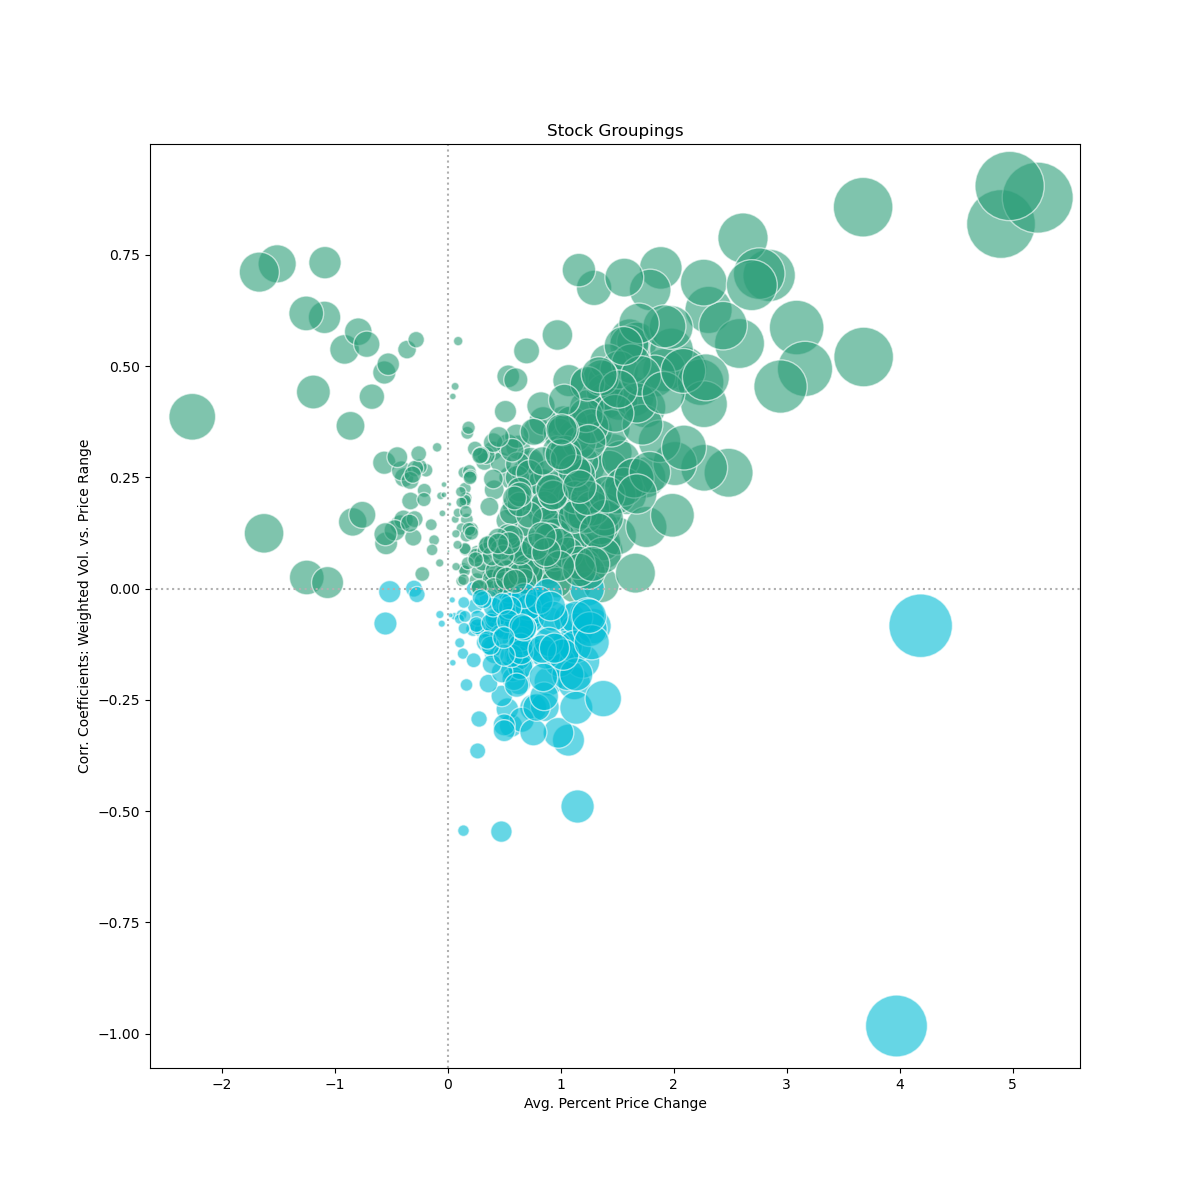 Stock Groupings
Corr. Coefficients: Weighted Vol. vs. Price Range
0.75
0.50
0.25
0.00
−0.25
−0.50
−0.75
−1.00
−2 −1 0 1 2 3 4 5
Avg. Percent Price Change